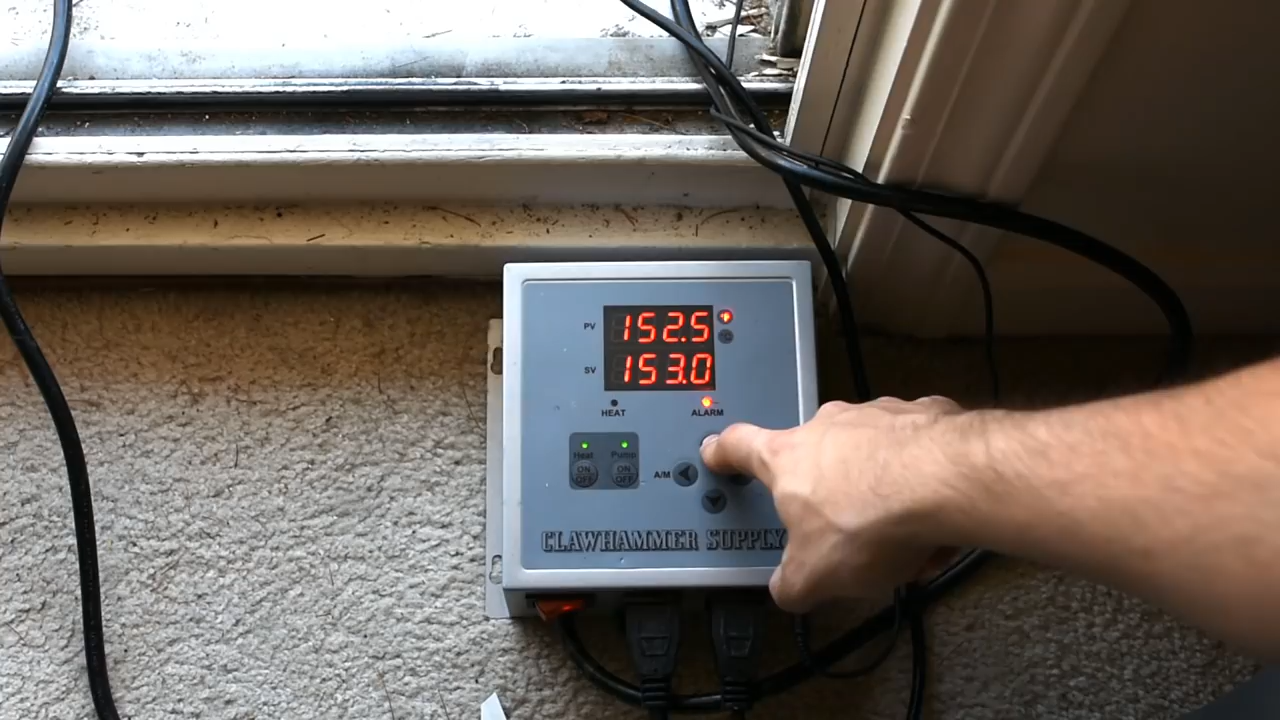 PV 152.5 °F
°C
SV 153.0
HEAT ALARM
Heat Pump
ON ON
OFF OFF
A/M
CLAWHAMMER SUPPLY